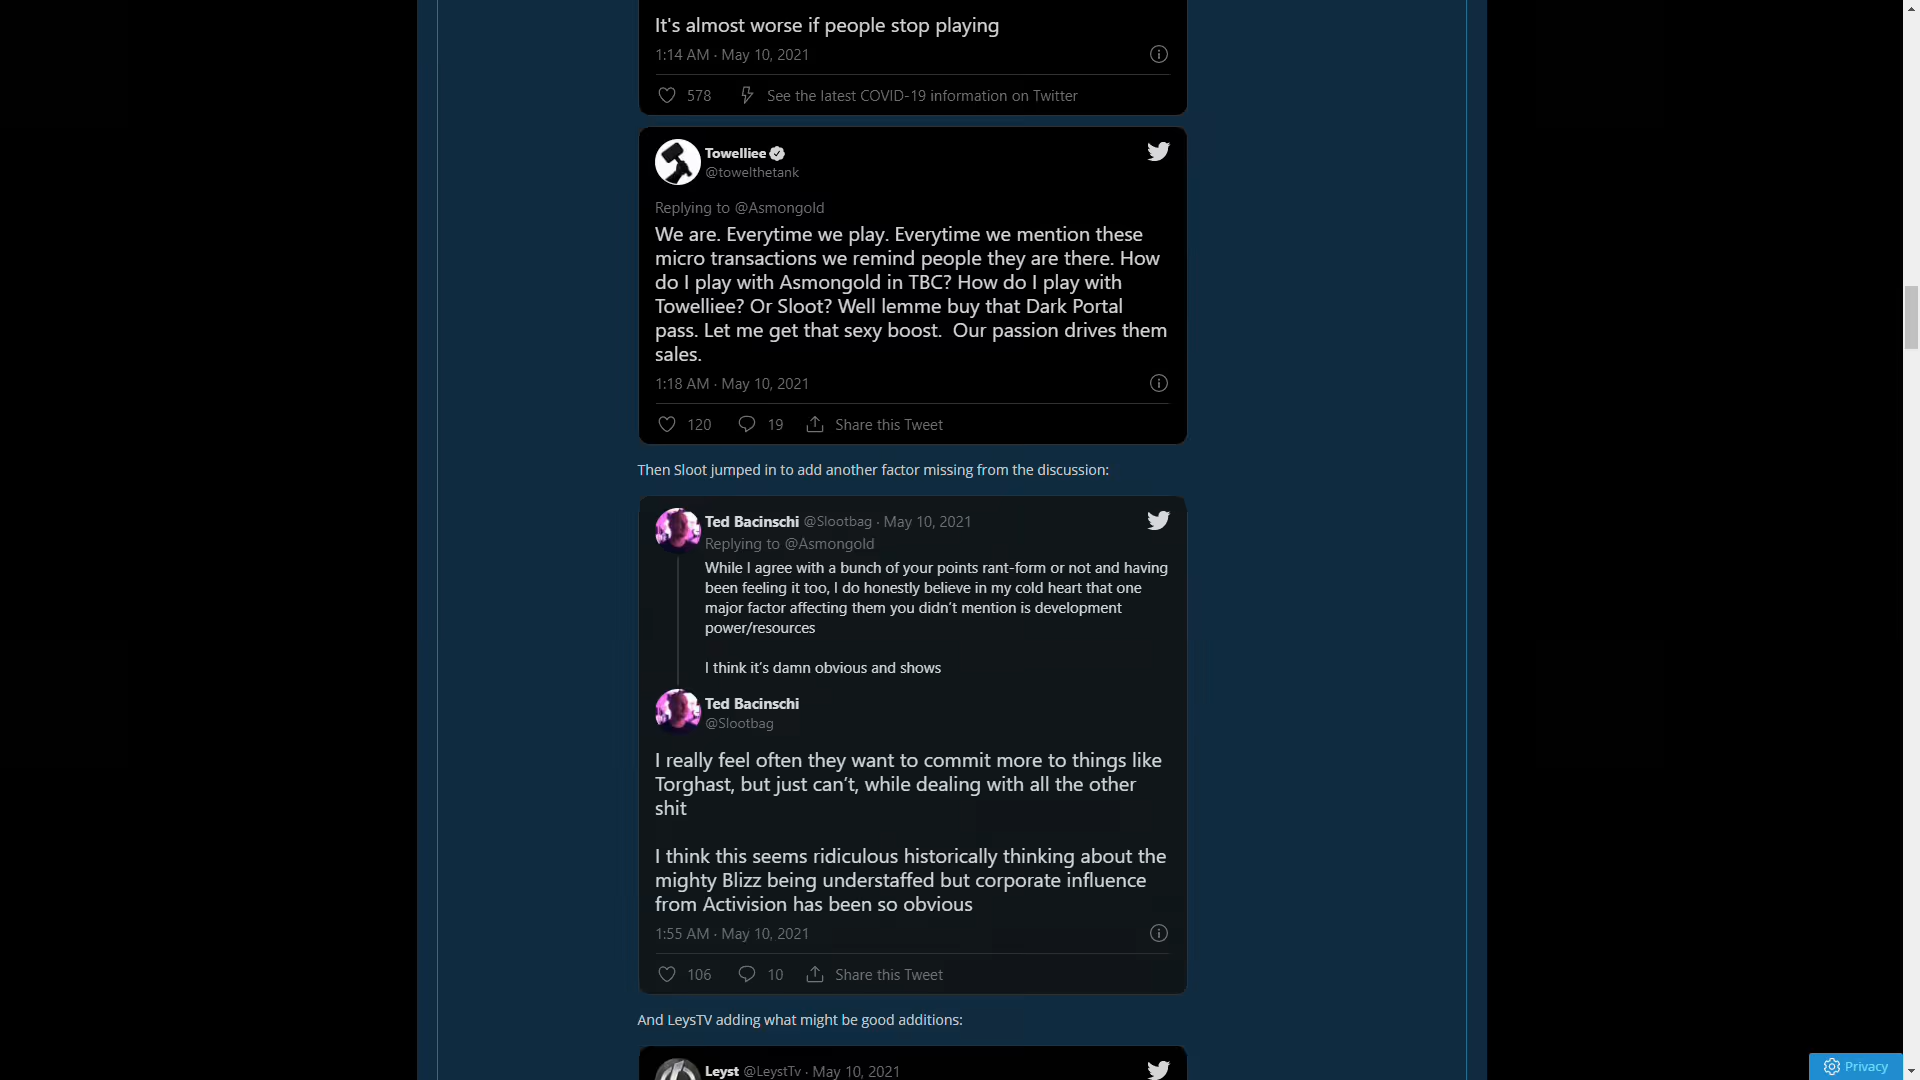 It's almost worse if people stop playing
1:14 AM · May 10, 2021
578 See the latest COVID-19 information on Twitter
Towelliee
@towelthetank
Replying to @Asmongold
We are. Everytime we play. Everytime we mention these
micro transactions we remind people they are there. How
do I play with Asmongold in TBC? How do I play with
Towelliee? Or Sloot? Well lemme buy that Dark Portal
pass. Let me get that sexy boost.  Our passion drives them
sales.
1:18 AM · May 10, 2021
120 19 Share this Tweet
Then Sloot jumped in to add another factor missing from the discussion:
Ted Bacinschi @Slootbag · May 10, 2021
Replying to @Asmongold
While I agree with a bunch of your points rant-form or not and having
been feeling it too, I do honestly believe in my cold heart that one
major factor affecting them you didn’t mention is development
power/resources
I think it’s damn obvious and shows
Ted Bacinschi
@Slootbag
I really feel often they want to commit more to things like
Torghast, but just can’t, while dealing with all the other
shit
I think this seems ridiculous historically thinking about the
mighty Blizz being understaffed but corporate influence
from Activision has been so obvious
1:55 AM · May 10, 2021
106 10 Share this Tweet
And LeysTV adding what might be good additions:
Leyst @LeystTv · May 10, 2021
Privacy